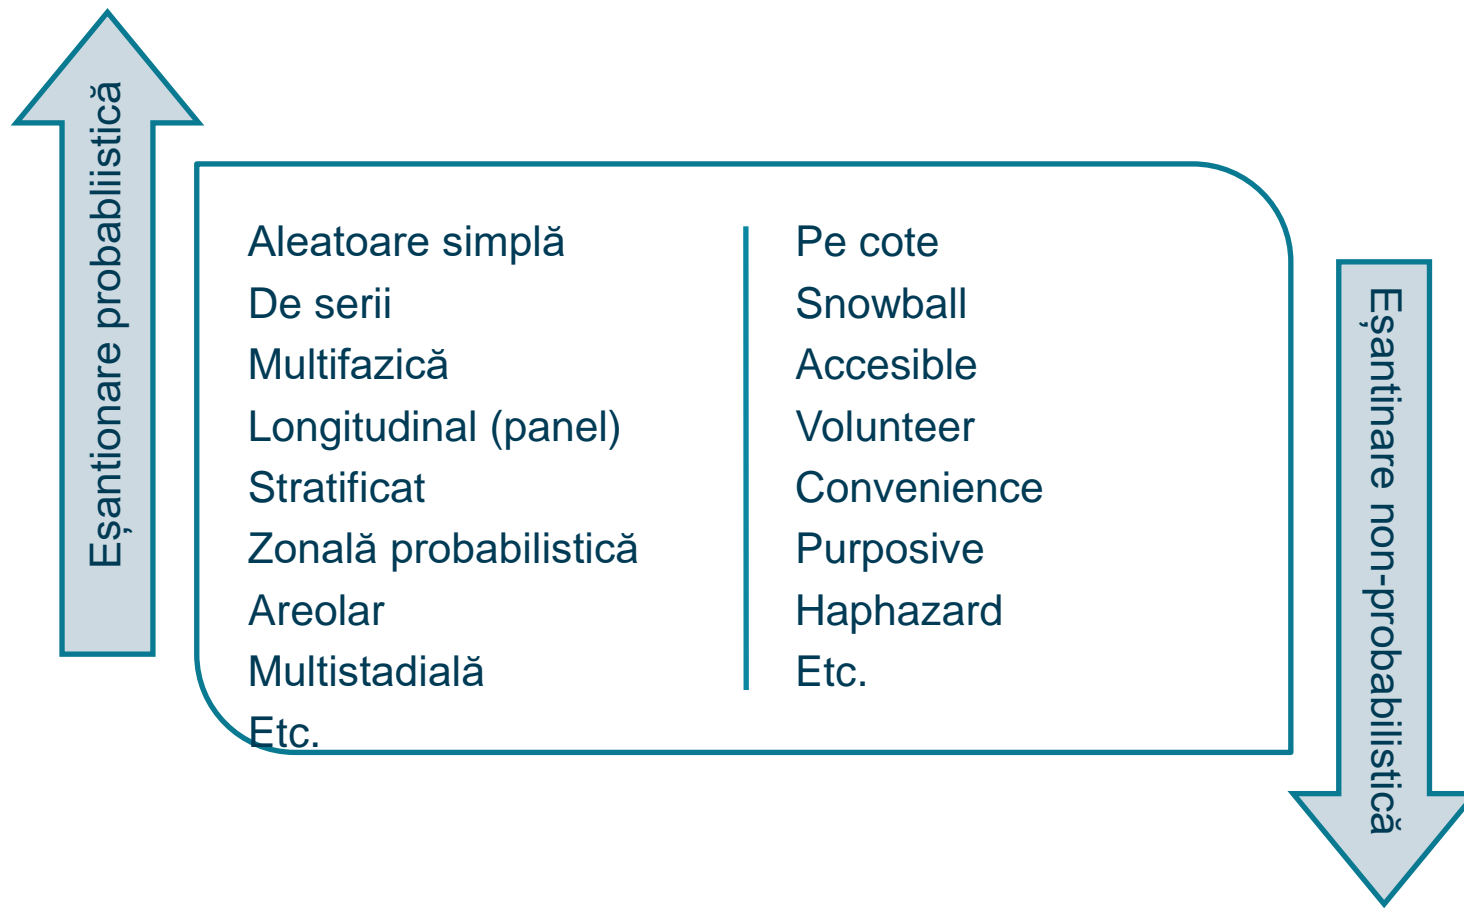 Eșantionare probabliistică
Aleatoare simplă
De serii
Multifazică
Longitudinal (panel)
Stratificat
Zonală probabilistică
Areolar
Multistadială
Etc.
Pe cote
Snowball
Accesible
Volunteer
Convenience
Purposive
Haphazard
Etc.
Eșantinare non-probabilistică